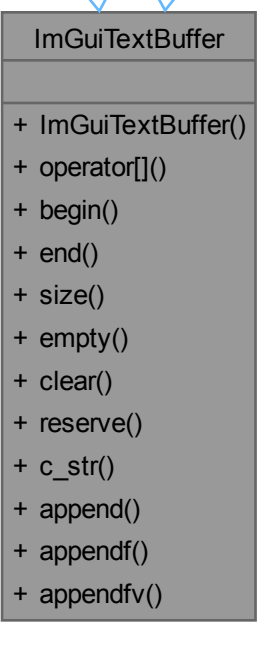 ImGuiTextBuffer
+ ImGuiTextBuffer()
+ operator[]()
+ begin()
+ end()
+ size()
+ empty()
+ clear()
+ reserve()
+ c_str()
+ append()
+ appendf()
+ appendfv()